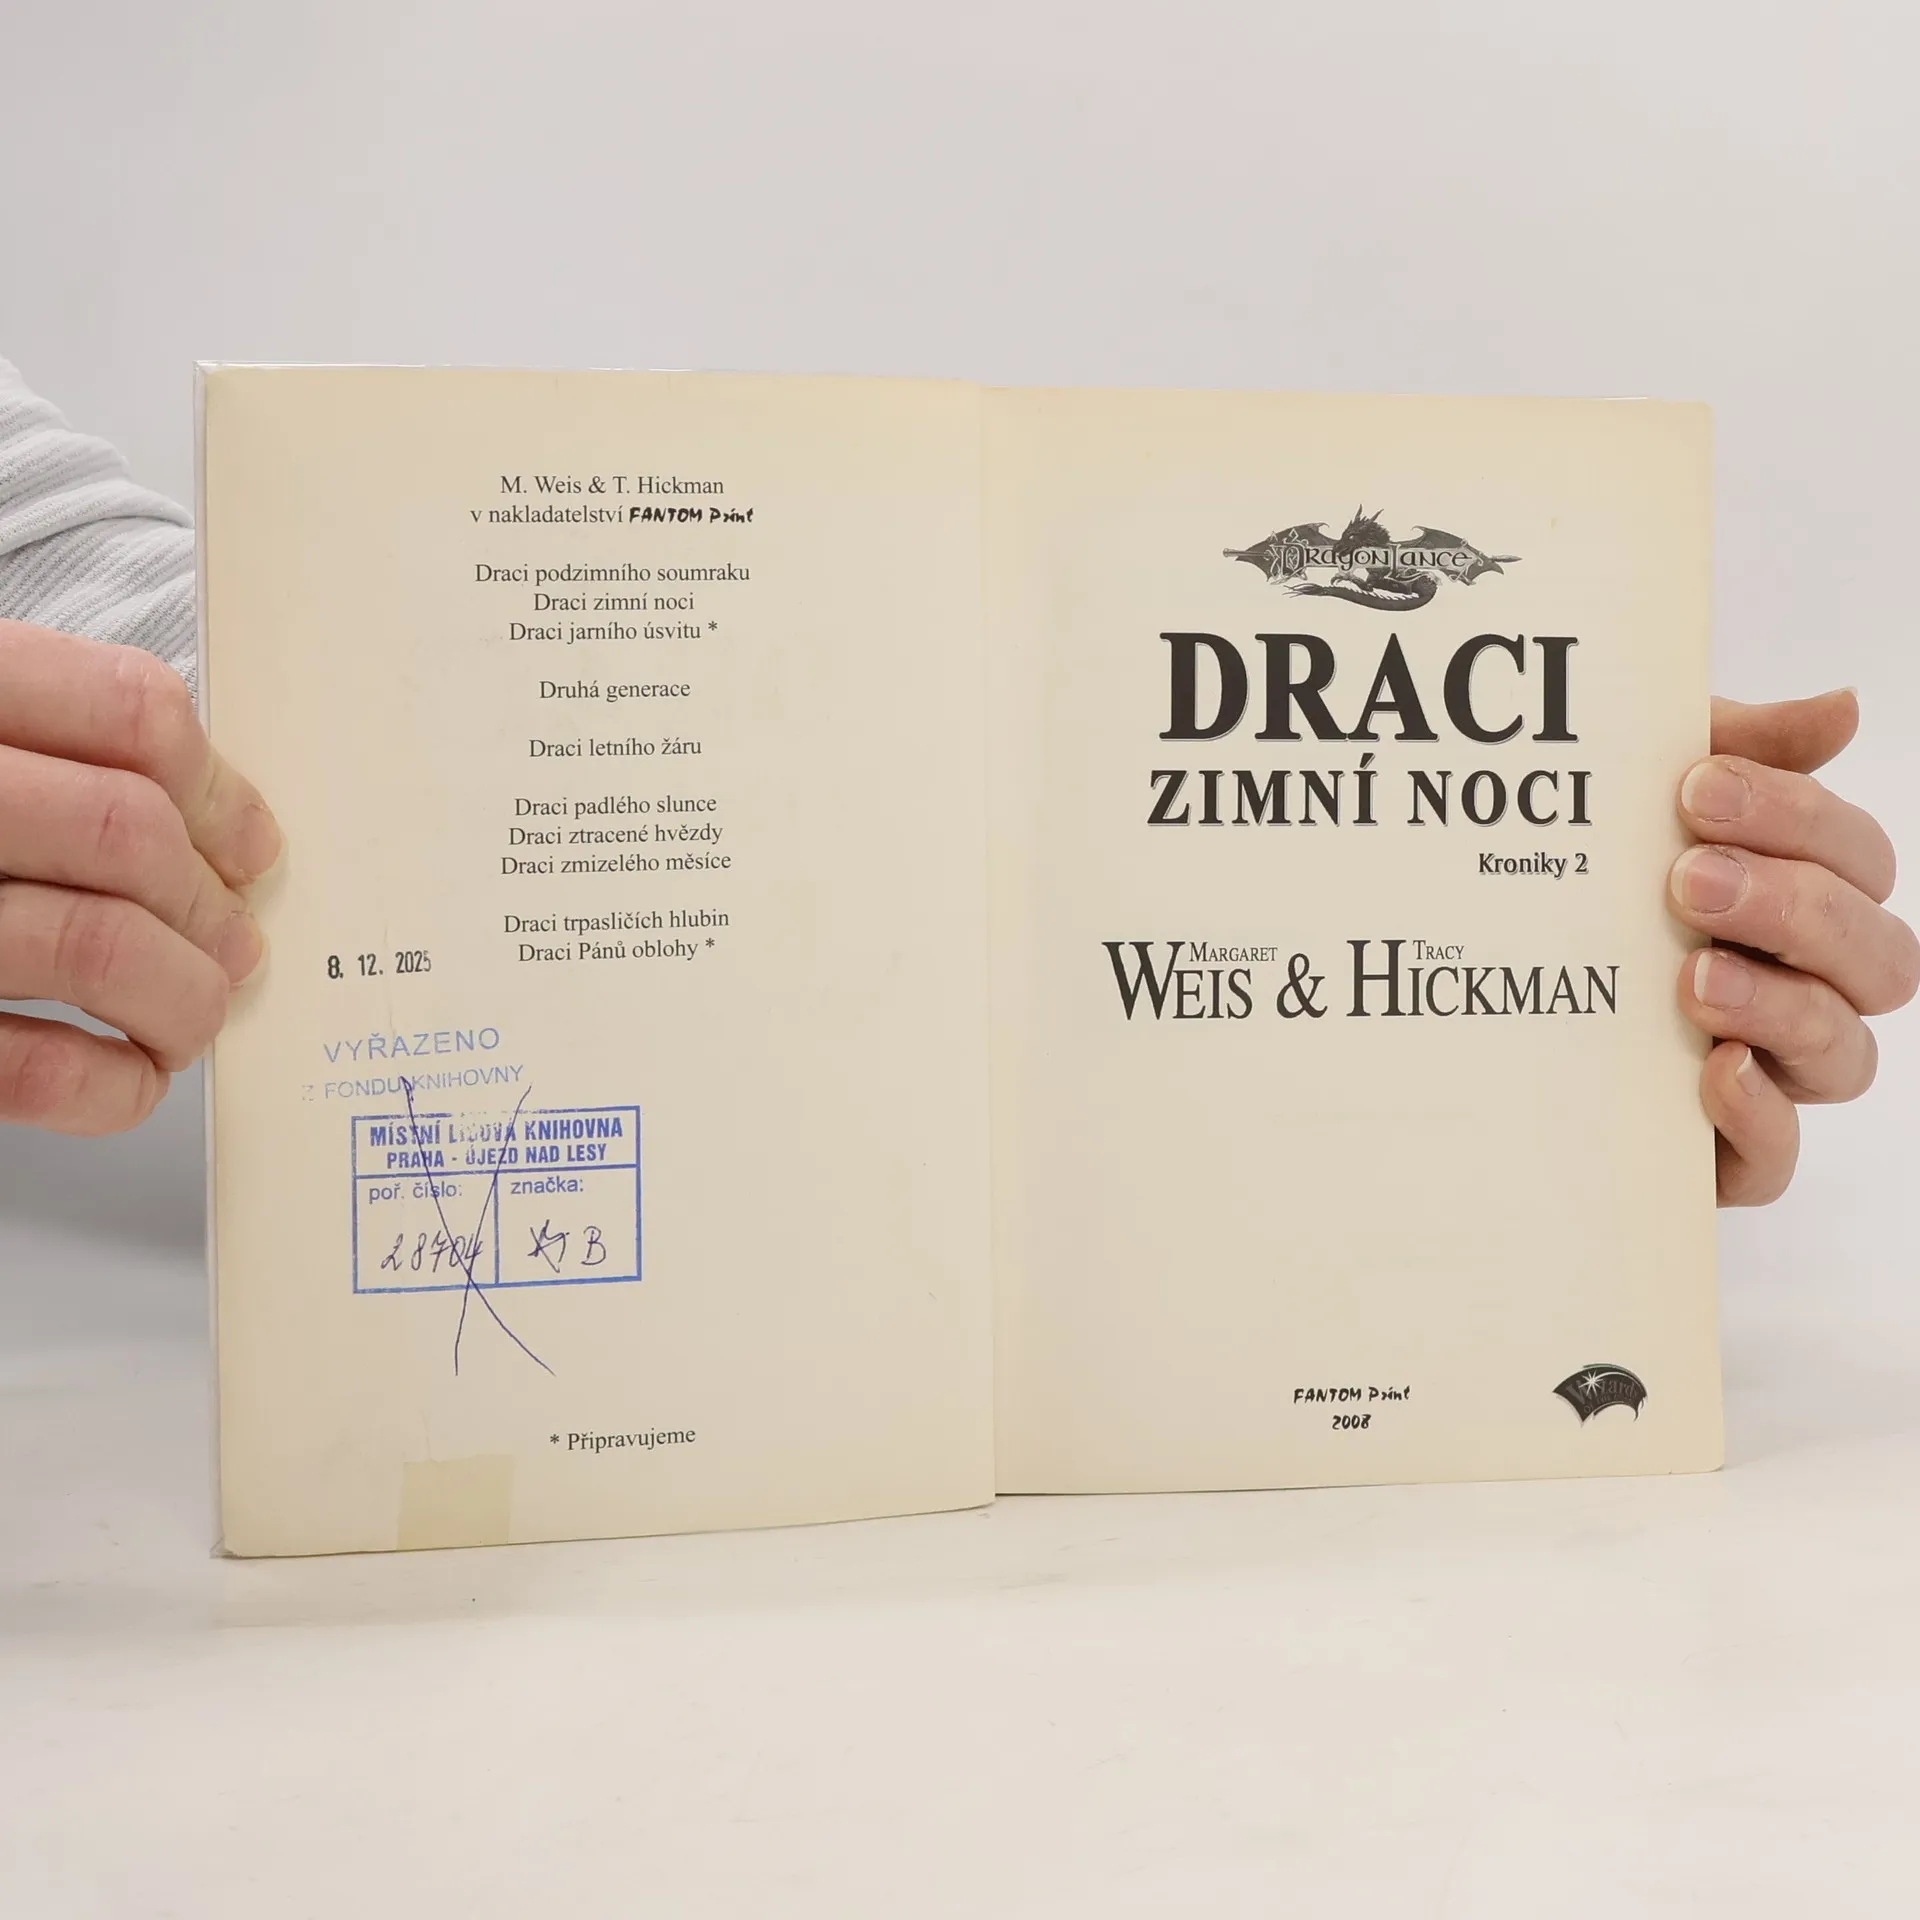 M. Weis & T. Hickman
v nakladatelství FANTOM Print
Draci podzimního soumraku
Draci zimní noci
Draci jarního úsvitu *
Druhá generace
Draci letního žáru
Draci padlého slunce
Draci ztracené hvězdy
Draci zmizelého měsíce
Draci trpasličích hlubin
Draci Pánů oblohy *
8. 12. 2025
VYŘAZENO
Z FONDU KNIHOVNY
MÍSTNÍ LIDOVÁ KNIHOVNA
PRAHA - ÚJEZD NAD LESY
poř. číslo:
značka:
28704
B
* Připravujeme
DRAGONLANCE
DRACI
ZIMNÍ NOCI
Kroniky 2
MARGARET WEIS & TRACY HICKMAN
FANTOM Print
2008
Wizards